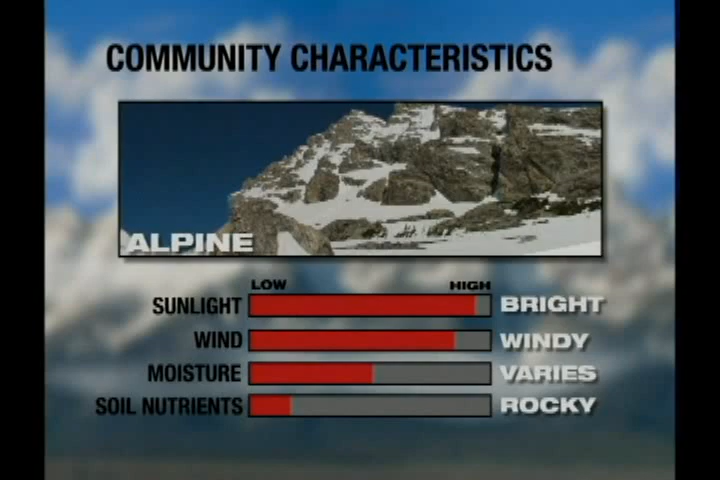 COMMUNITY CHARACTERISTICS
ALPINE
LOW HIGH
SUNLIGHT BRIGHT
WIND WINDY
MOISTURE VARIES
SOIL NUTRIENTS ROCKY